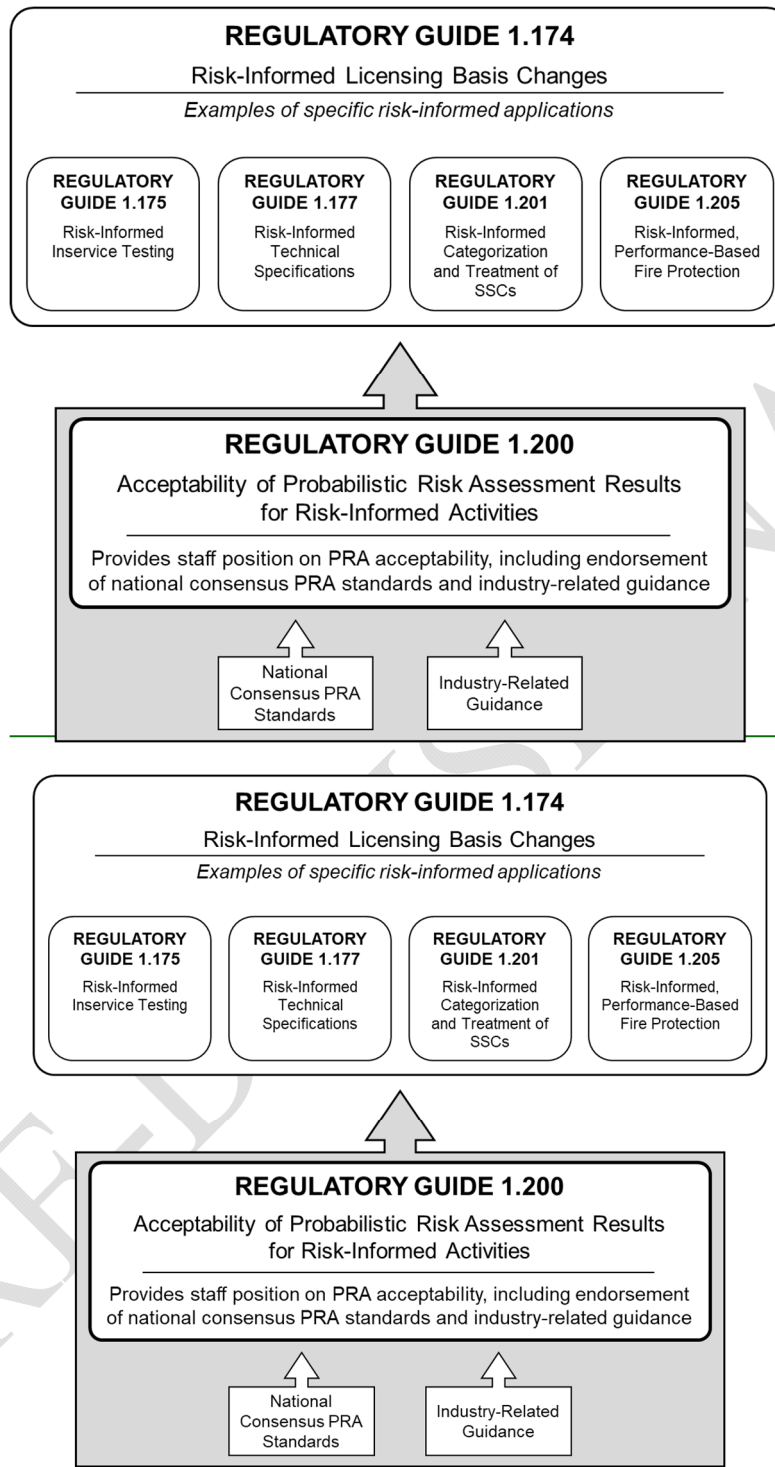 REGULATORY GUIDE 1.174
Risk-Informed Licensing Basis Changes
Examples of specific risk-informed applications
REGULATORY
GUIDE 1.175
Risk-Informed
Inservice Testing
REGULATORY
GUIDE 1.177
Risk-Informed
Technical
Specifications
REGULATORY
GUIDE 1.201
Risk-Informed
Categorization
and Treatment of
SSCs
REGULATORY
GUIDE 1.205
Risk-Informed,
Performance-Based
Fire Protection
REGULATORY GUIDE 1.200
Acceptability of Probabilistic Risk Assessment Results
for Risk-Informed Activities
Provides staff position on PRA acceptability, including endorsement
of national consensus PRA standards and industry-related guidance
National
Consensus PRA
Standards
Industry-Related
Guidance
REGULATORY GUIDE 1.174
Risk-Informed Licensing Basis Changes
Examples of specific risk-informed applications
REGULATORY
GUIDE 1.175
Risk-Informed
Inservice Testing
REGULATORY
GUIDE 1.177
Risk-Informed
Technical
Specifications
REGULATORY
GUIDE 1.201
Risk-Informed
Categorization
and Treatment of
SSCs
REGULATORY
GUIDE 1.205
Risk-Informed,
Performance-Based
Fire Protection
REGULATORY GUIDE 1.200
Acceptability of Probabilistic Risk Assessment Results
for Risk-Informed Activities
Provides staff position on PRA acceptability, including endorsement
of national consensus PRA standards and industry-related guidance
National
Consensus PRA
Standards
Industry-Related
Guidance